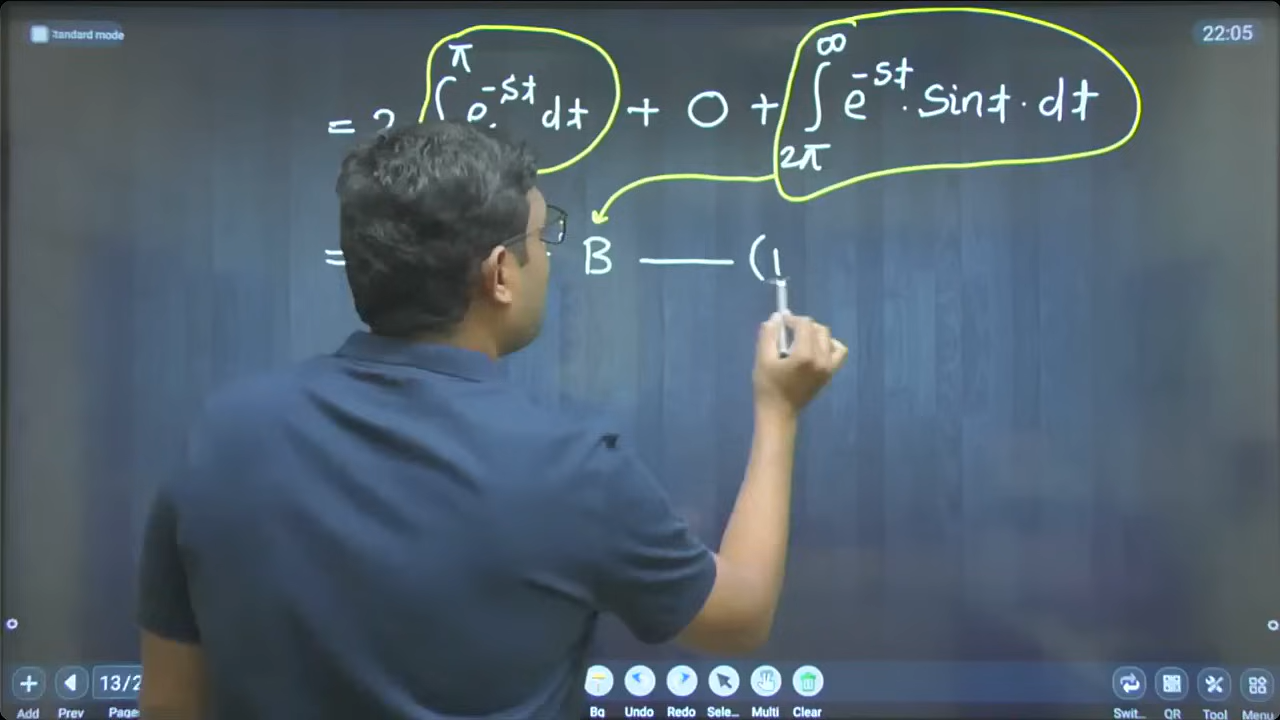 Standard mode
22:05
= 2 ∫ π e^-st dt + 0 + ∫ 2π ∞ e^-st · Sint · dt
= B —— (1
Add Prev 13/2 Page Bg Undo Redo Sele... Multi Clear Swit... QR Tool Menu